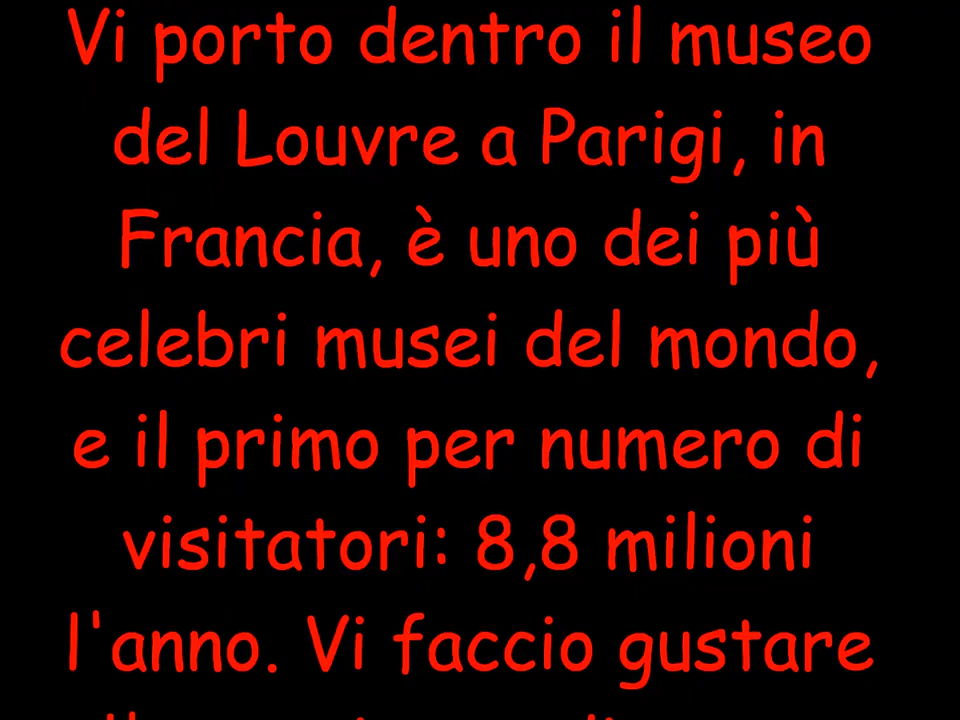 Vi porto dentro il museo
del Louvre a Parigi, in
Francia, è uno dei più
celebri musei del mondo,
e il primo per numero di
visitatori: 8,8 milioni
l'anno. Vi faccio gustare